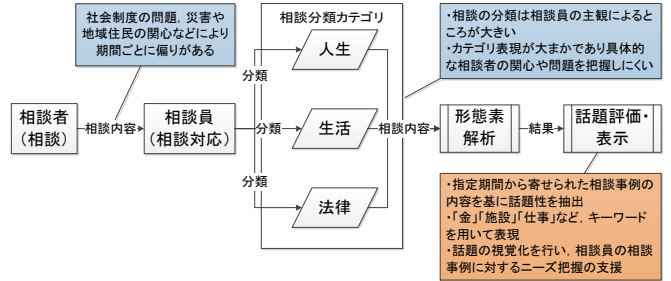 社会制度の問題，災害や
地域住民の関心などにより
期間ごとに偏りがある
相談分類カテゴリ
・相談の分類は相談員の主観によると
ころが大きい
・カテゴリ表現が大まかであり具体的
な相談者の関心や問題を把握しにくい
人生
分類
相談者
（相談）
相談内容
相談員
（相談対応）
分類
生活
相談内容
形態素
解析
結果
話題評価・
表示
分類
法律
・指定期間から寄せられた相談事例の
内容を基に話題性を抽出
・「金」「施設」「仕事」など，キーワード
を用いて表現
・話題の視覚化を行い，相談員の相談
事例に対するニーズ把握の支援